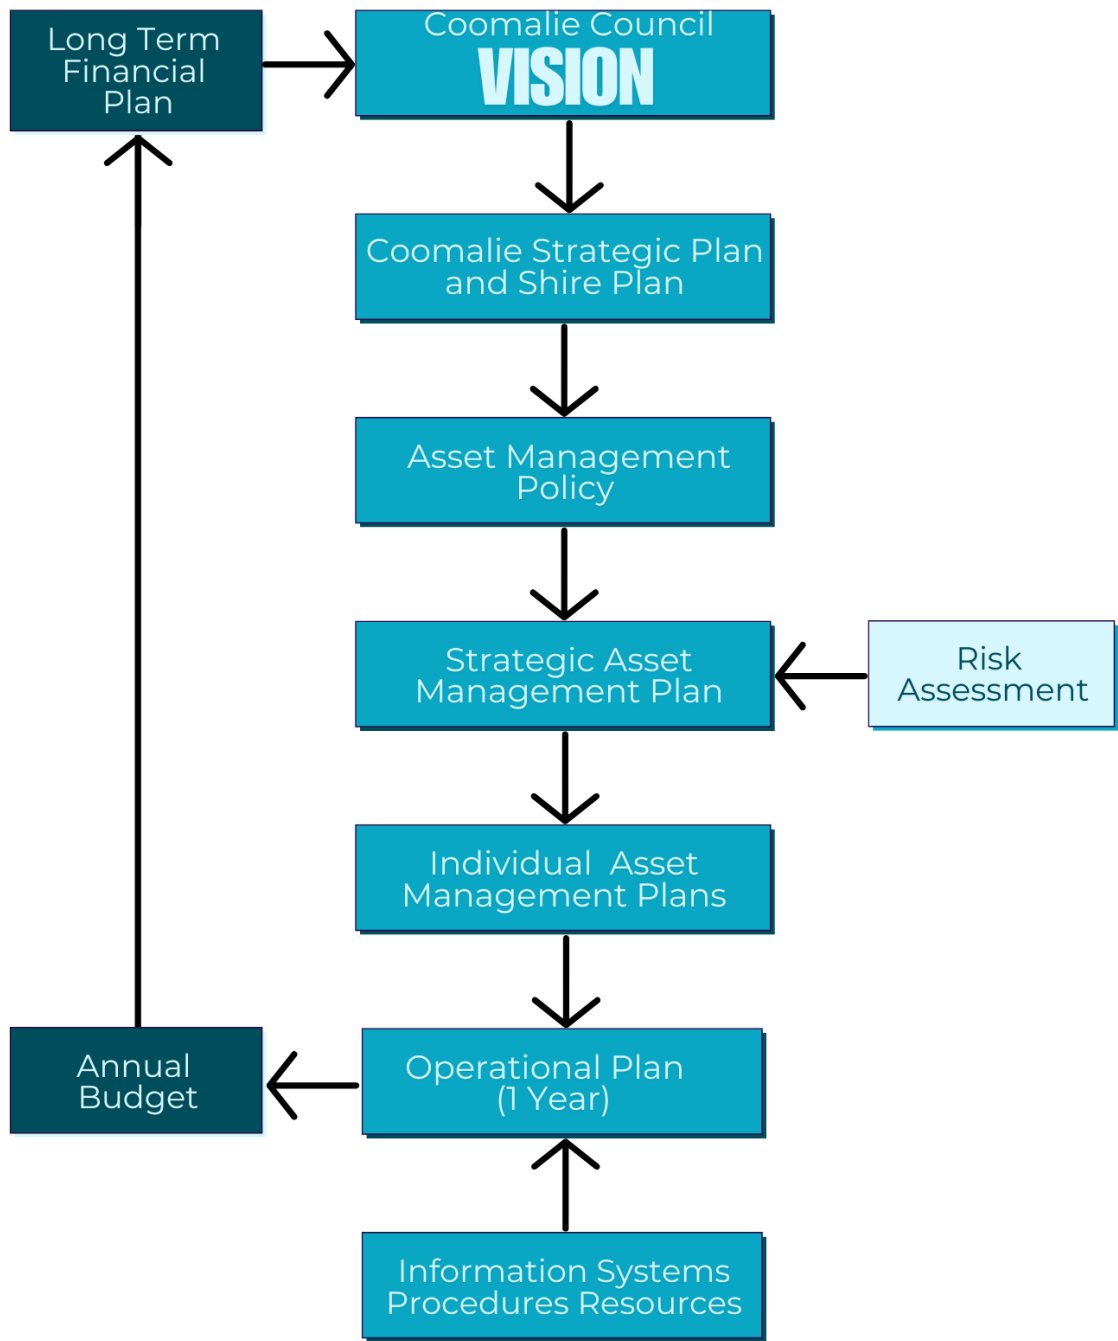 Long Term
Financial
Plan
Coomalie Council
VISION
Coomalie Strategic Plan
and Shire Plan
Asset Management
Policy
Strategic Asset
Management Plan
Risk
Assessment
Individual Asset
Management Plans
Annual
Budget
Operational Plan
(1 Year)
Information Systems
Procedures Resources